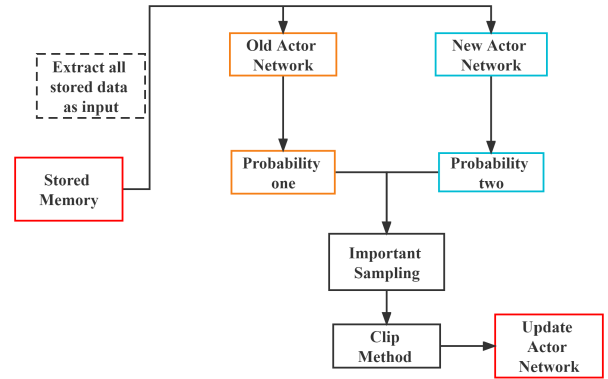 Old Actor
Network
New Actor
Network
Extract all
stored data
as input
Stored
Memory
Probability
one
Probability
two
Important
Sampling
Clip
Method
Update
Actor
Network